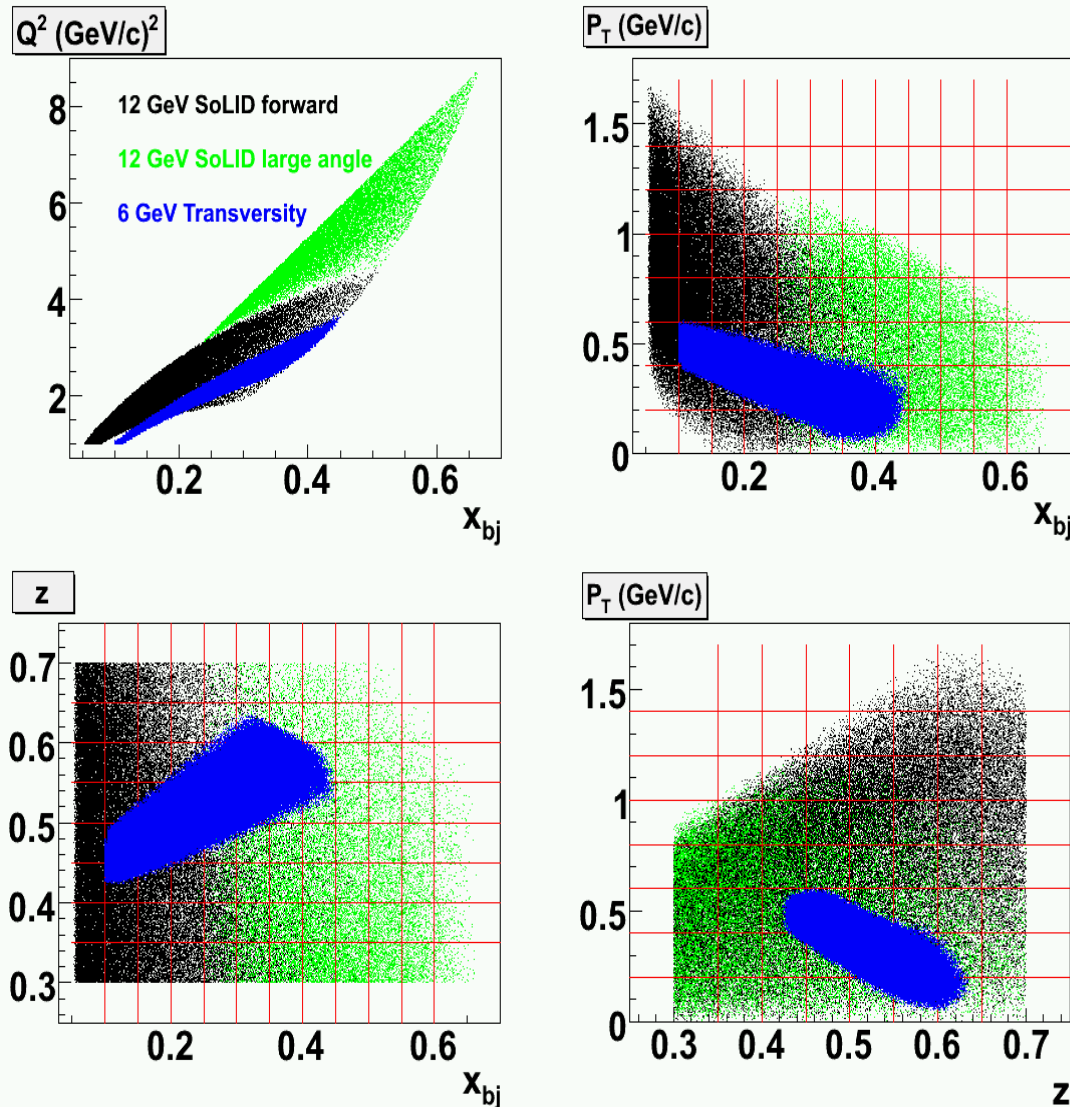 Q² (GeV/c)²
12 GeV SoLID forward
12 GeV SoLID large angle
6 GeV Transversity
8
6
4
2
0.2 0.4 0.6
x_bj
P_T (GeV/c)
1.5
1
0.5
0
0.2 0.4 0.6
x_bj
z
0.7
0.6
0.5
0.4
0.3
0.2 0.4 0.6
x_bj
P_T (GeV/c)
1.5
1
0.5
0
0.3 0.4 0.5 0.6 0.7
z